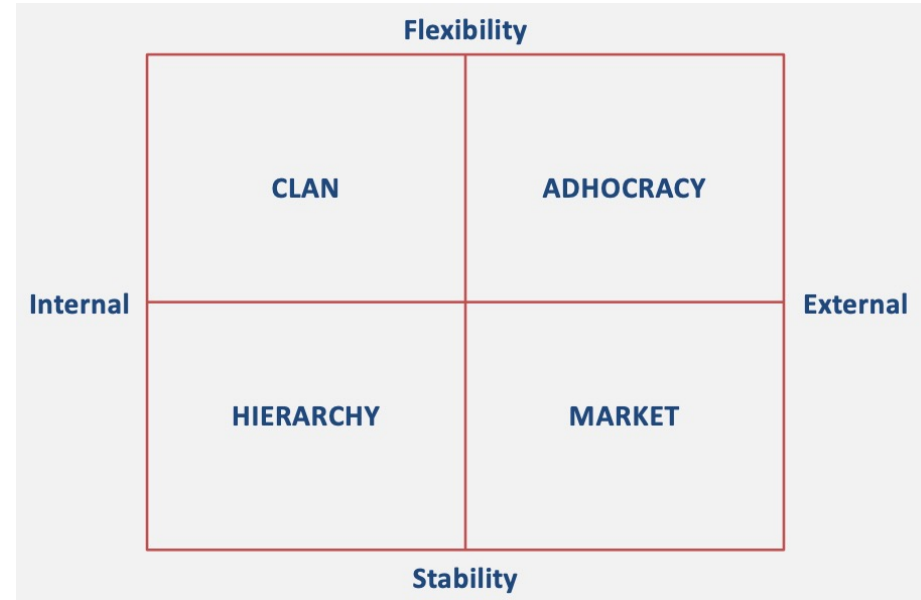 Flexibility
CLAN ADHOCRACY
Internal External
HIERARCHY MARKET
Stability